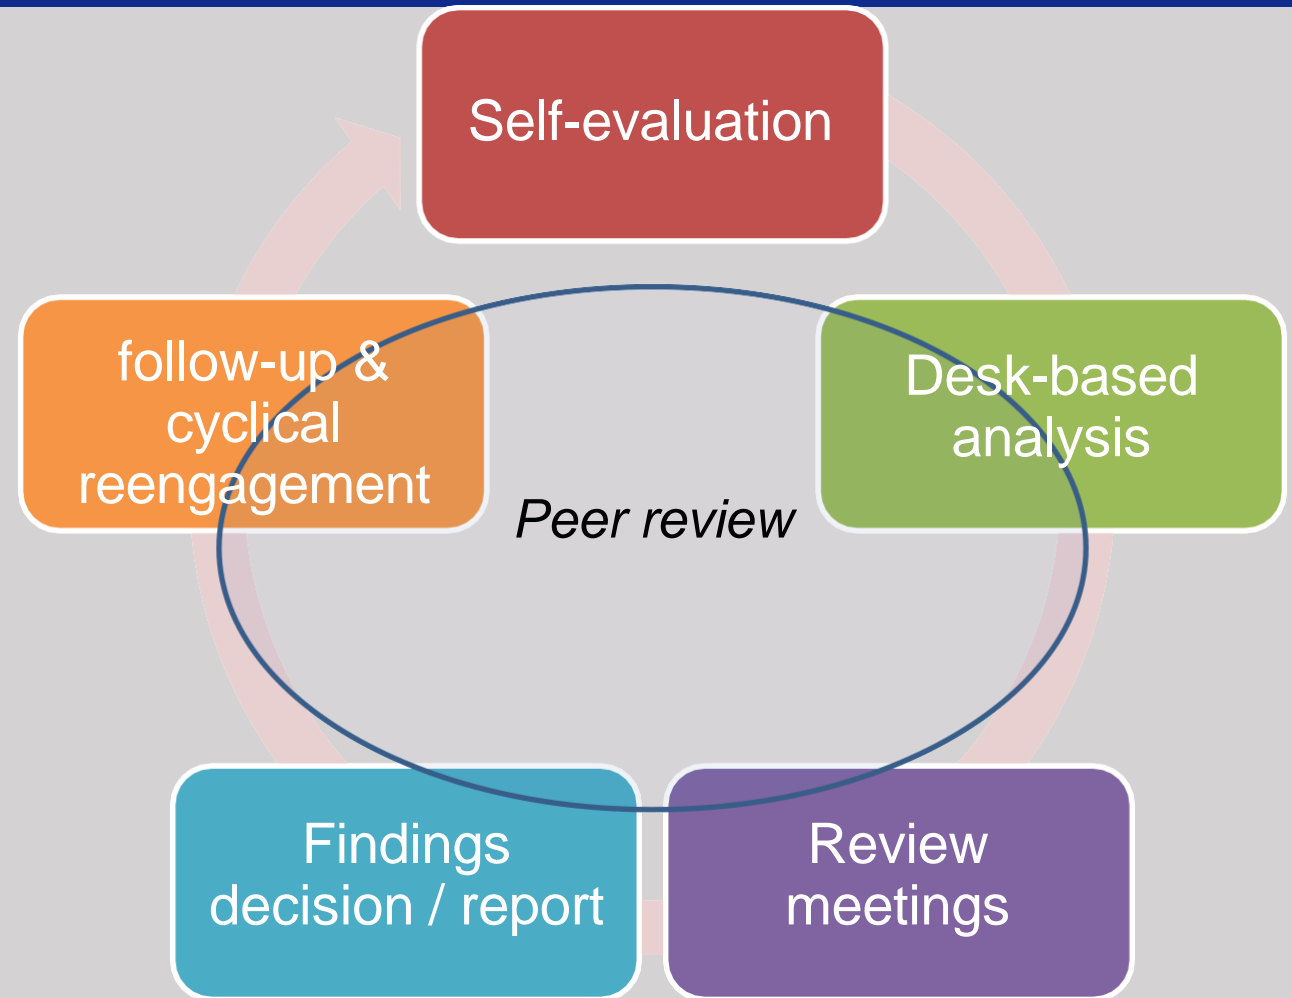 Self-evaluation
follow-up &
cyclical
reengagement
Desk-based
analysis
Peer review
Findings
decision / report
Review
meetings